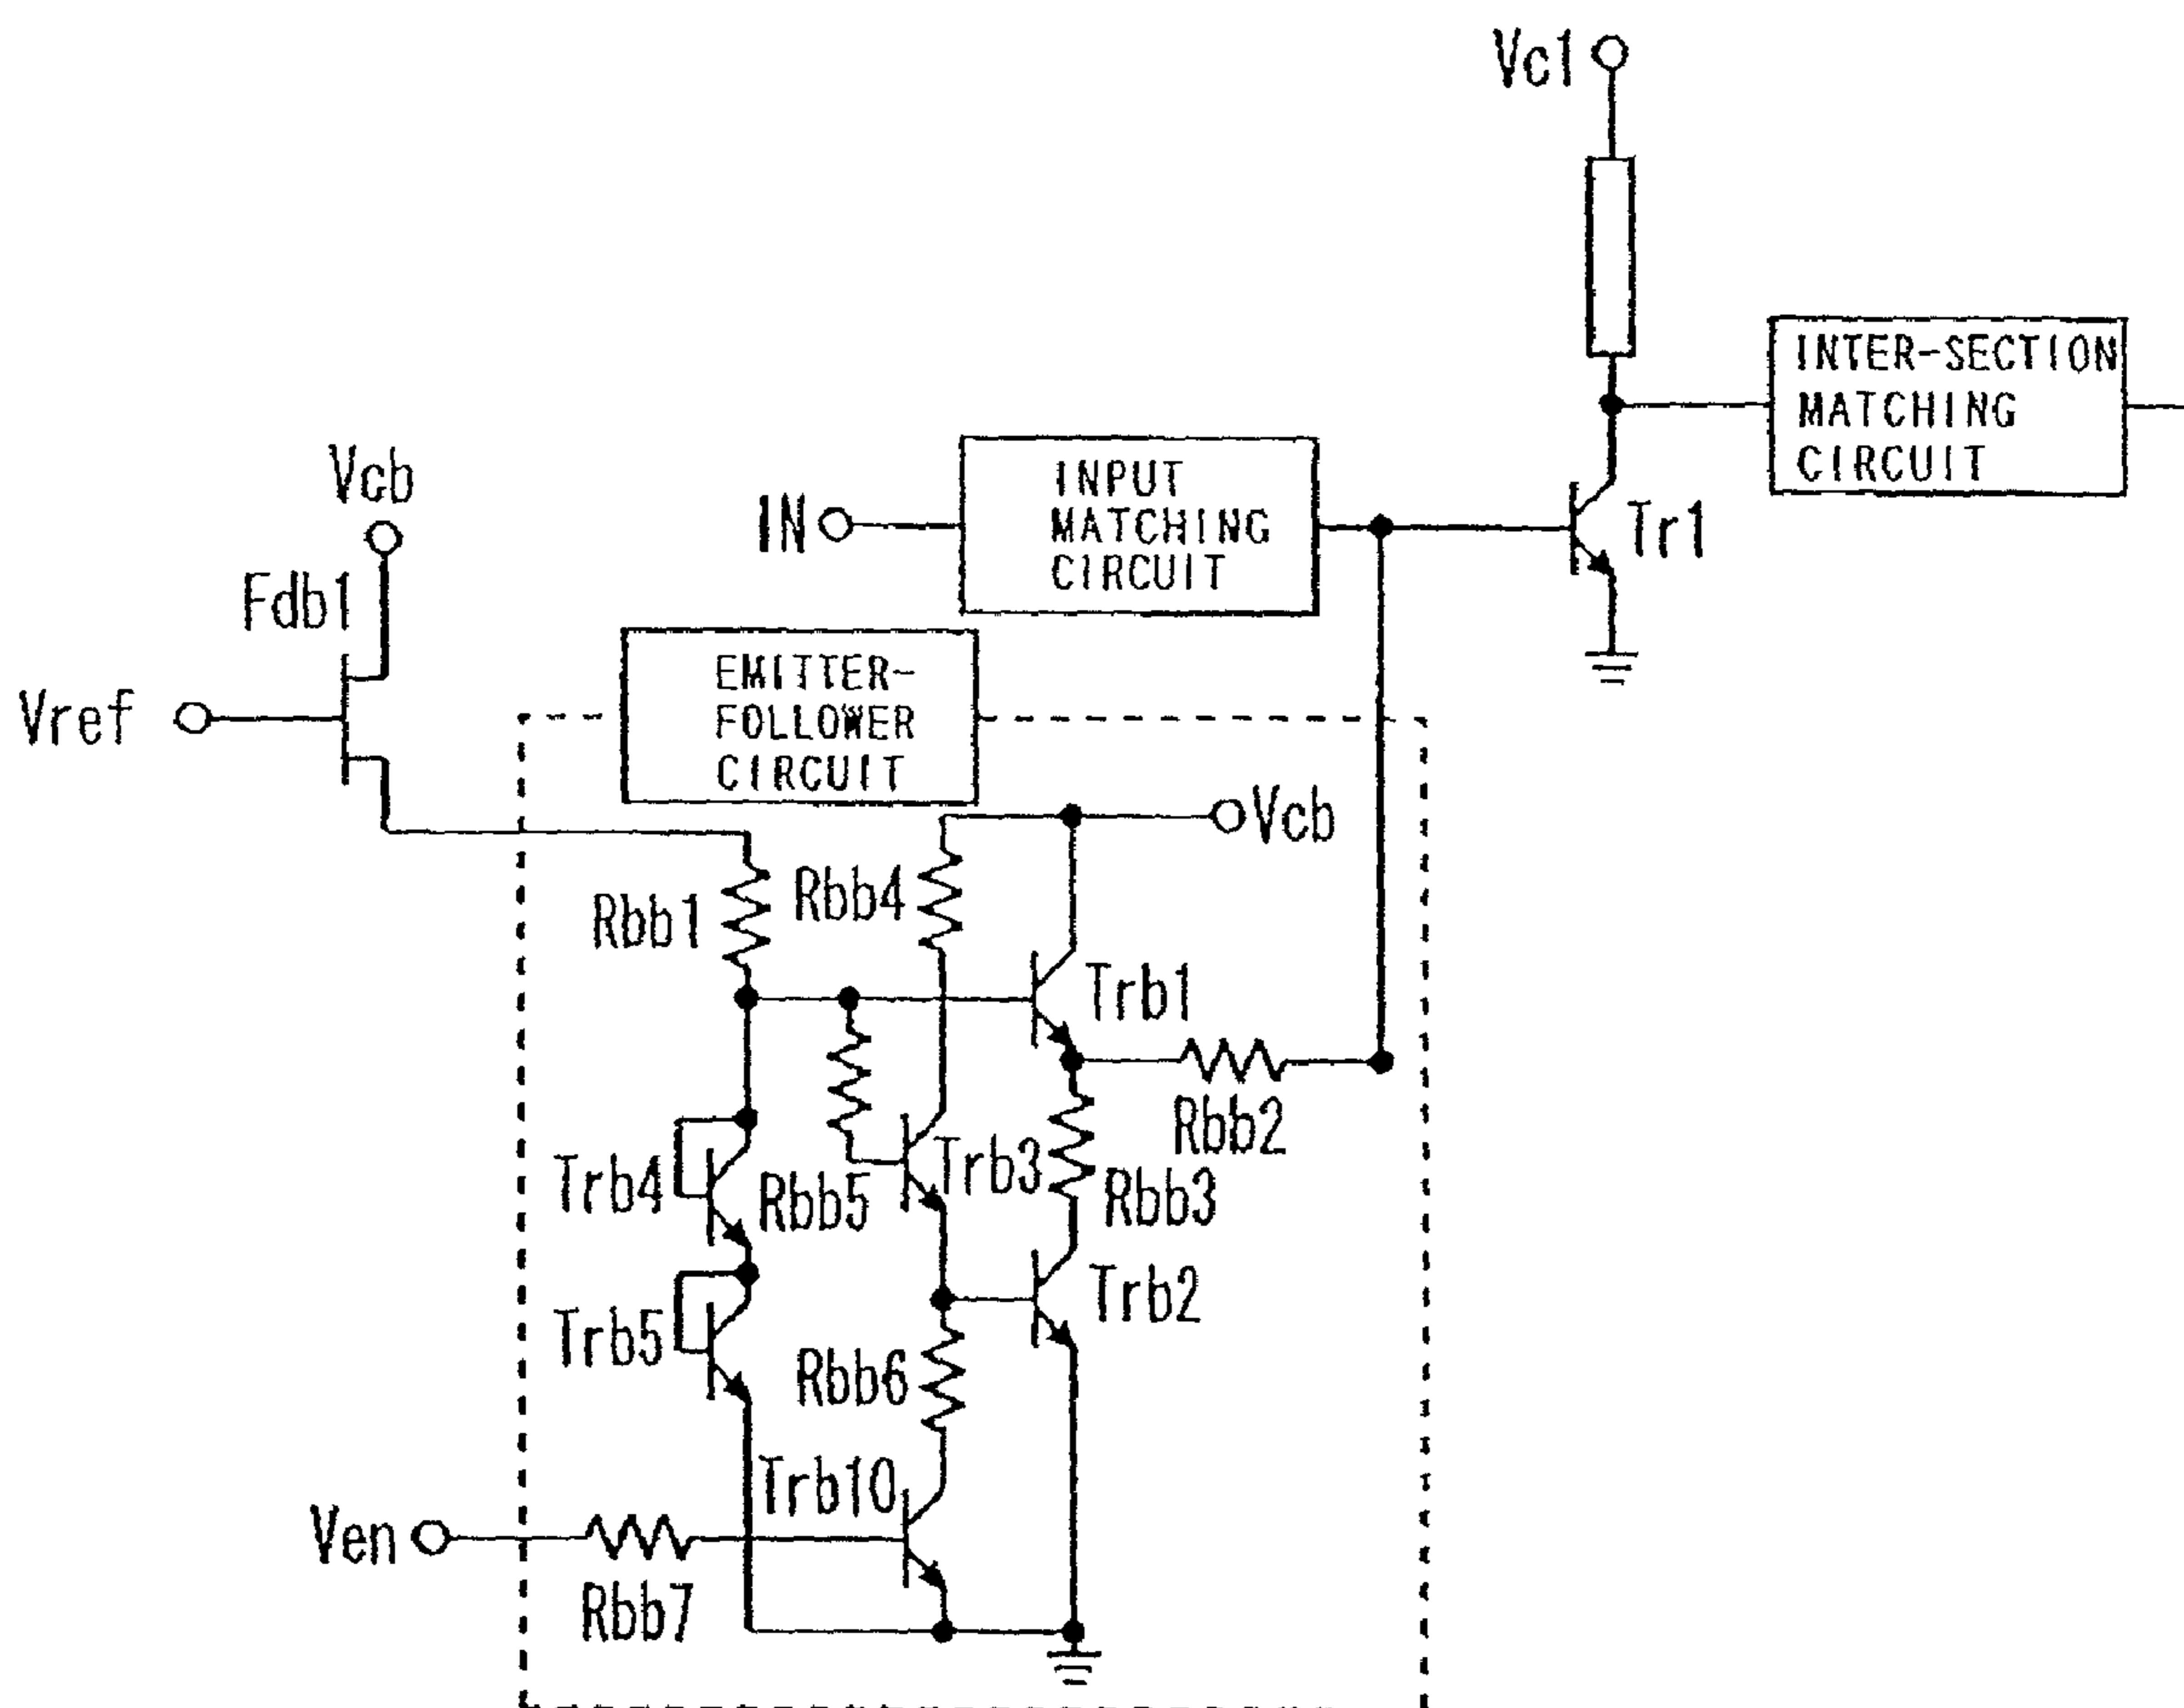 Vc1
INTER-SECTION
MATCHING
CIRCUIT
Vcb
INPUT
MATCHING
CIRCUIT
IN
Tr1
Fdb1
EMITTER-
FOLLOWER
CIRCUIT
Vref
Vcb
Rbb4
Rbb1
Trb1
Rbb2
Trb3
Trb4
Rbb5
Rbb3
Trb2
Trb5
Rbb6
Trb10
Ven
Rbb7